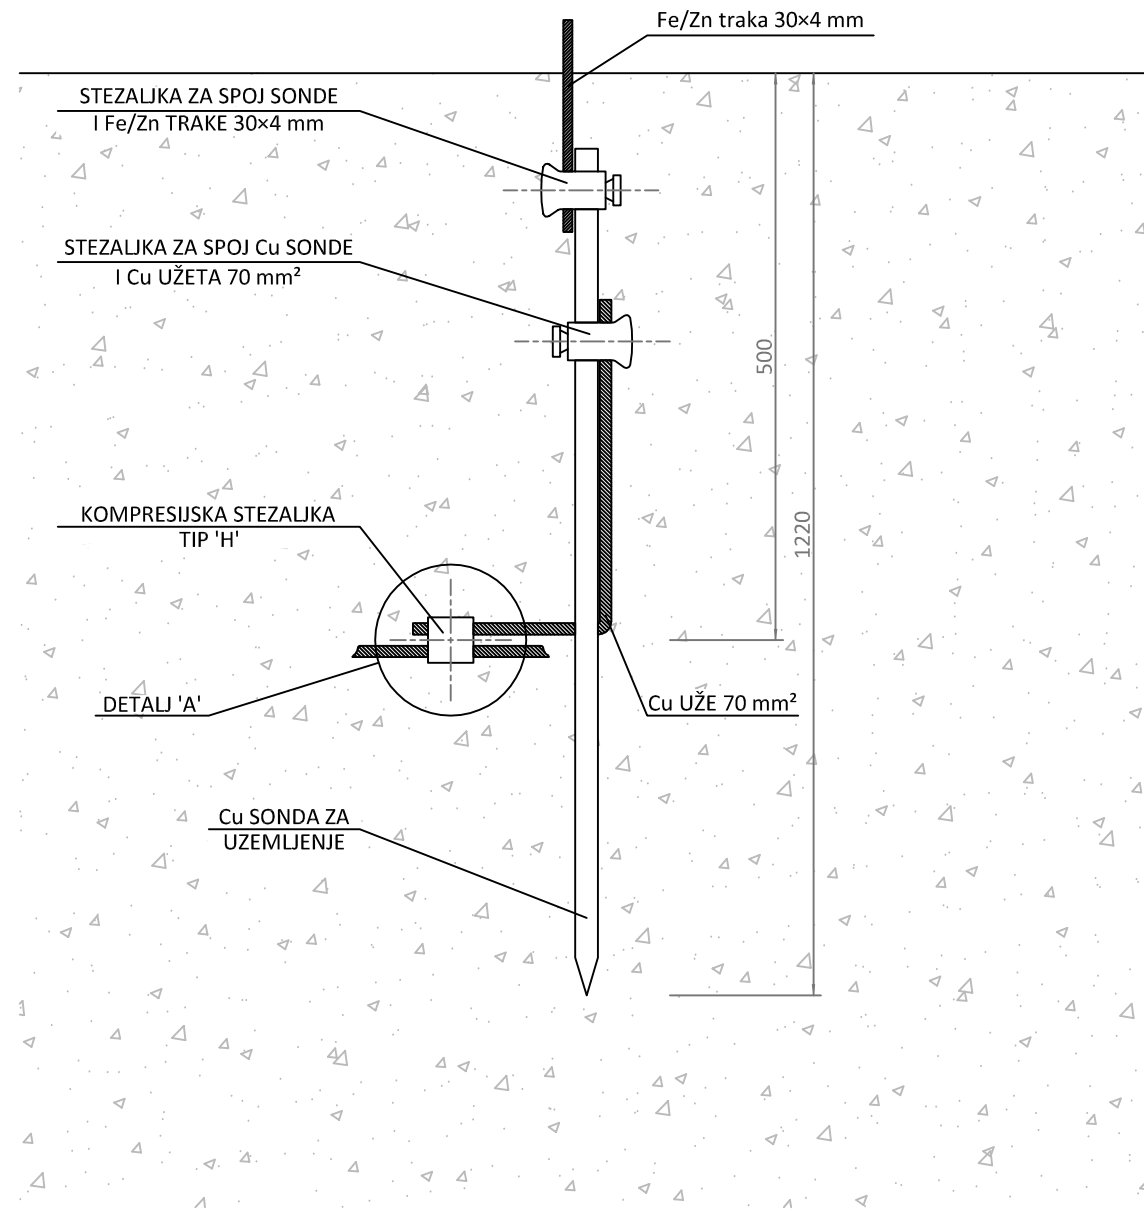 Fe/Zn traka 30×4 mm
STEZALJKA ZA SPOJ SONDE
I Fe/Zn TRAKE 30×4 mm
STEZALJKA ZA SPOJ Cu SONDE
I Cu UŽETA 70 mm²
500
1220
KOMPRESIJSKA STEZALJKA
TIP 'H'
DETALJ 'A'
Cu UŽE 70 mm²
Cu SONDA ZA
UZEMLJENJE